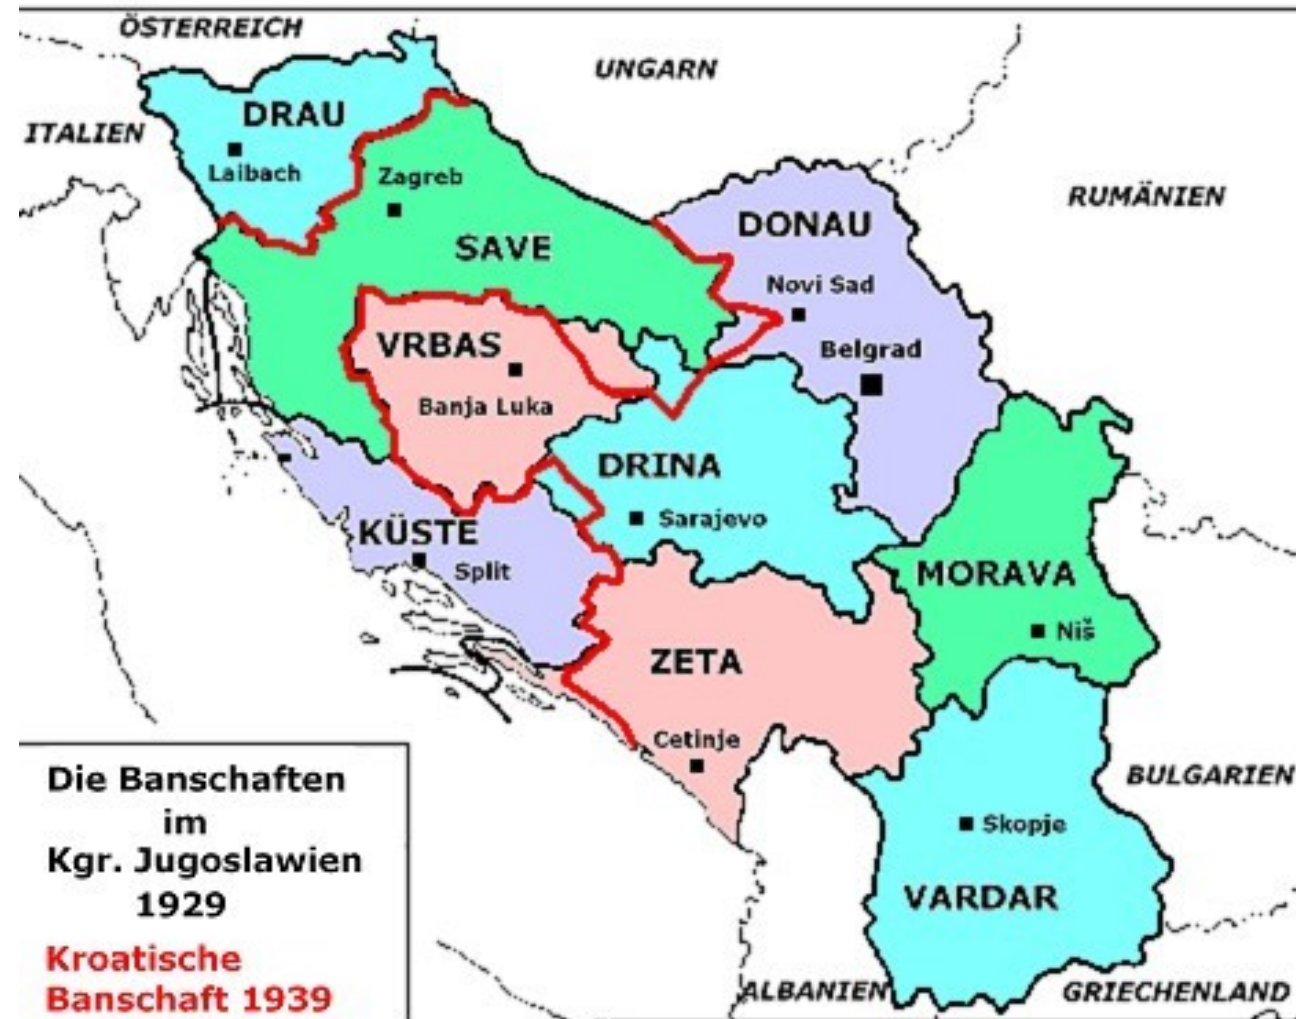 ÖSTERREICH
UNGARN
DRAU
ITALIEN
Laibach
Zagreb
RUMÄNIEN
DONAU
SAVE
Novi Sad
VRBAS
Belgrad
Banja Luka
DRINA
Sarajevo
KÜSTE
Split
MORAVA
Niš
ZETA
Cetinje
BULGARIEN
Skopje
VARDAR
ALBANIEN
GRIECHENLAND
Die Banschaften
im
Kgr. Jugoslawien
1929
Kroatische
Banschaft 1939